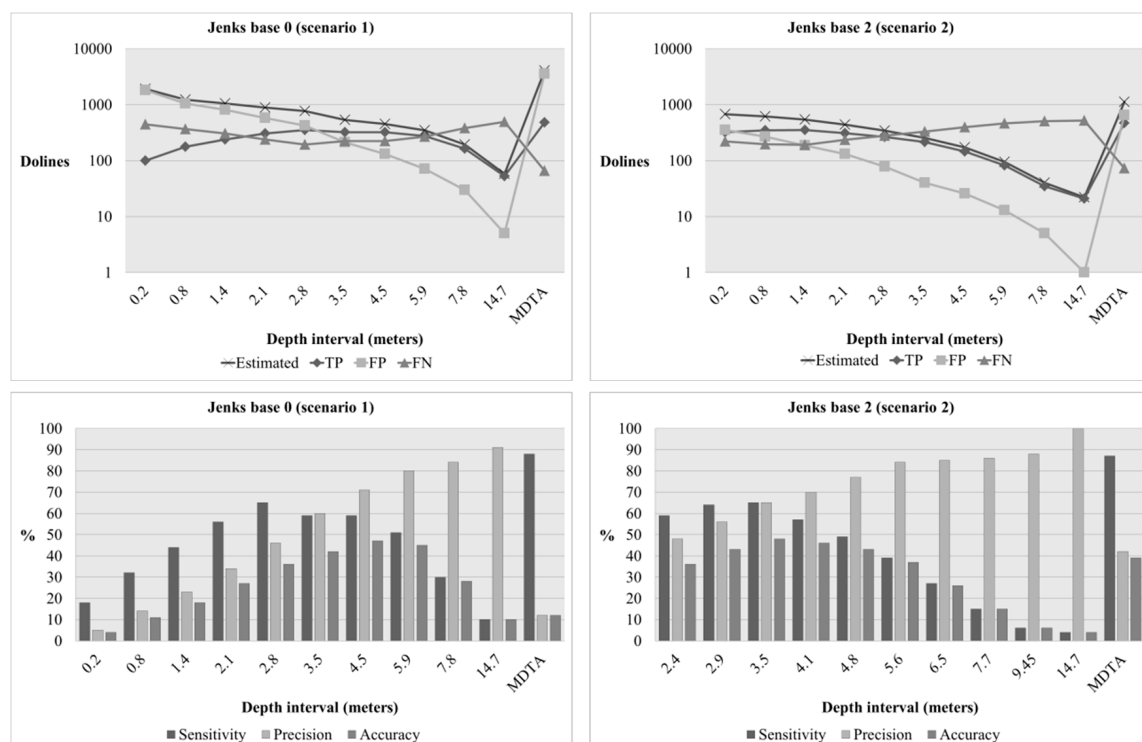 Jenks base 0 (scenario 1)
10000
1000
100
10
1
Dolines
0.2 0.8 1.4 2.1 2.8 3.5 4.5 5.9 7.8 14.7 MDTA
Depth interval (meters)
Estimated TP FP FN
Jenks base 2 (scenario 2)
10000
1000
100
10
1
Dolines
0.2 0.8 1.4 2.1 2.8 3.5 4.5 5.9 7.8 14.7 MDTA
Depth interval (meters)
Estimated TP FP FN
Jenks base 0 (scenario 1)
100
90
80
70
60
50
40
30
20
10
0
%
0.2 0.8 1.4 2.1 2.8 3.5 4.5 5.9 7.8 14.7 MDTA
Depth interval (meters)
Sensitivity Precision Accuracy
Jenks base 2 (scenario 2)
100
90
80
70
60
50
40
30
20
10
0
%
2.4 2.9 3.5 4.1 4.8 5.6 6.5 7.7 9.45 14.7 MDTA
Depth interval (meters)
Sensitivity Precision Accuracy